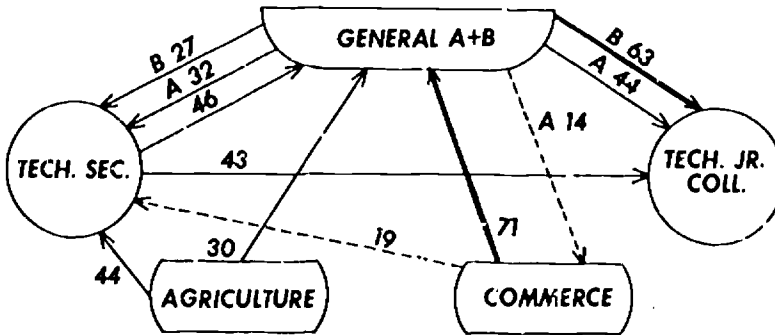 GENERAL A+B
B 27
A 32
46
B 63
A 44
A 14
TECH. SEC.
43
TECH. JR.
COLL.
44
30
19
71
AGRICULTURE
COMMERCE